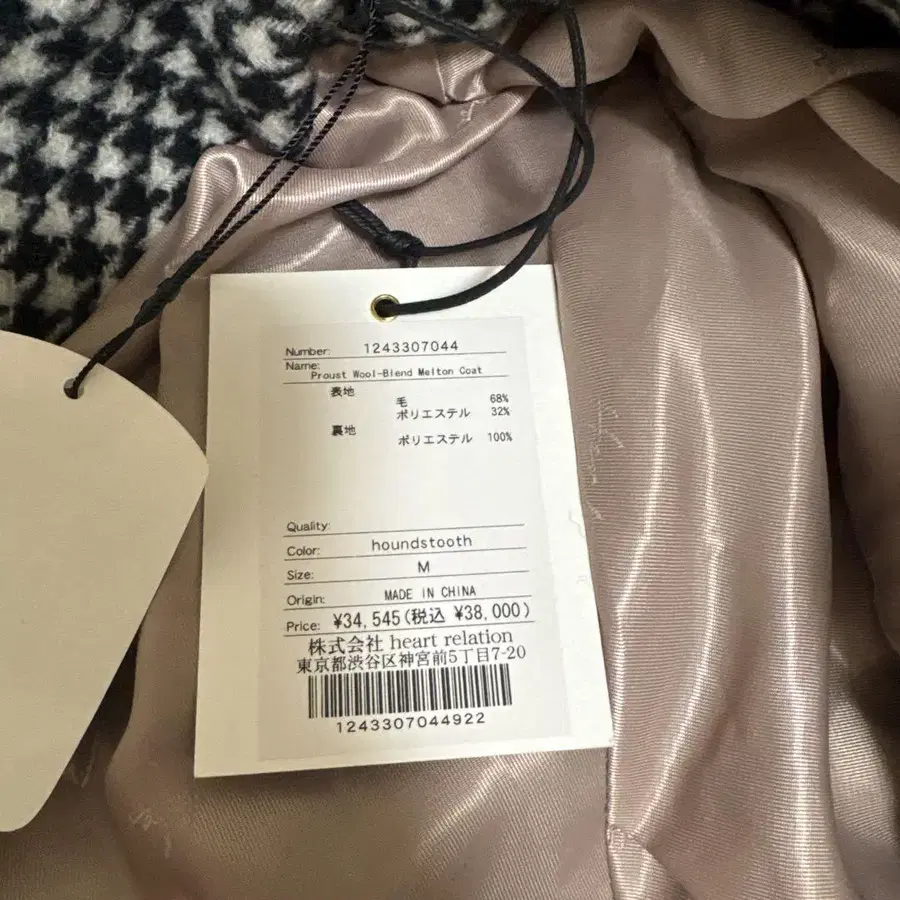 Number: 1243307044
Name:
Proust Wool-Blend Melton Coat
表地
毛 68%
ポリエステル 32%
裏地
ポリエステル 100%
Quality:
Color: houndstooth
Size: M
Origin: MADE IN CHINA
Price: ¥34,545(税込 ¥38,000)
株式会社 heart relation
東京都渋谷区神宮前5丁目7-20
1243307044922